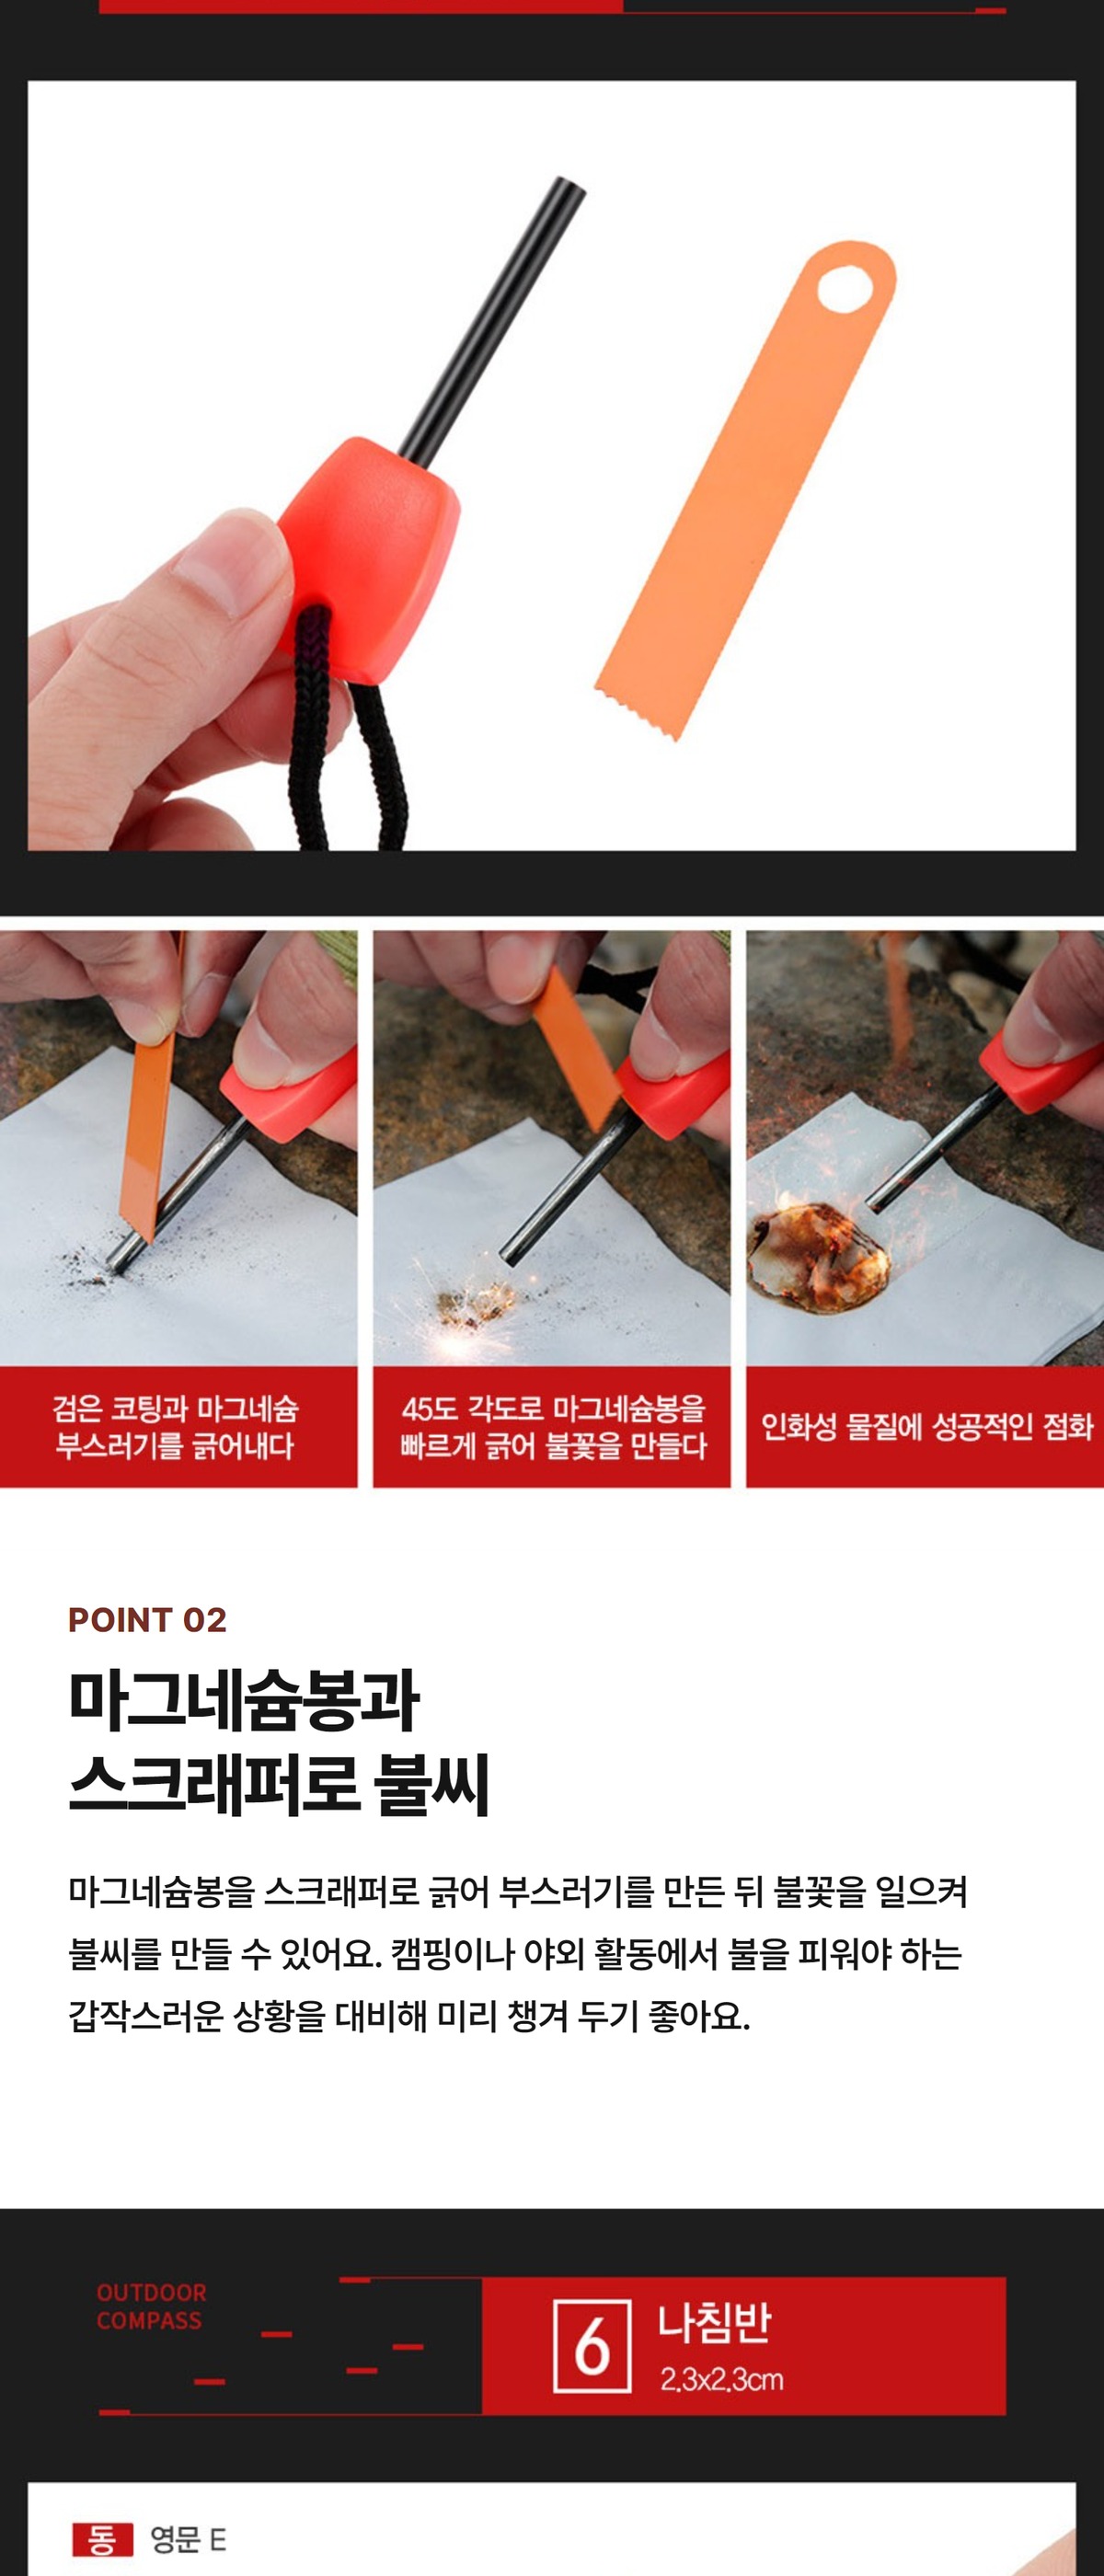 검은 코팅과 마그네슘
부스러기를 긁어내다
45도 각도로 마그네슘봉을
빠르게 긁어 불꽃을 만들다
인화성 물질에 성공적인 점화
POINT 02
마그네슘봉과
스크래퍼로 불씨
마그네슘봉을 스크래퍼로 긁어 부스러기를 만든 뒤 불꽃을 일으켜
불씨를 만들 수 있어요. 캠핑이나 야외 활동에서 불을 피워야 하는
갑작스러운 상황을 대비해 미리 챙겨 두기 좋아요.
OUTDOOR
COMPASS
6
나침반
2.3x2.3cm
동 영문 E